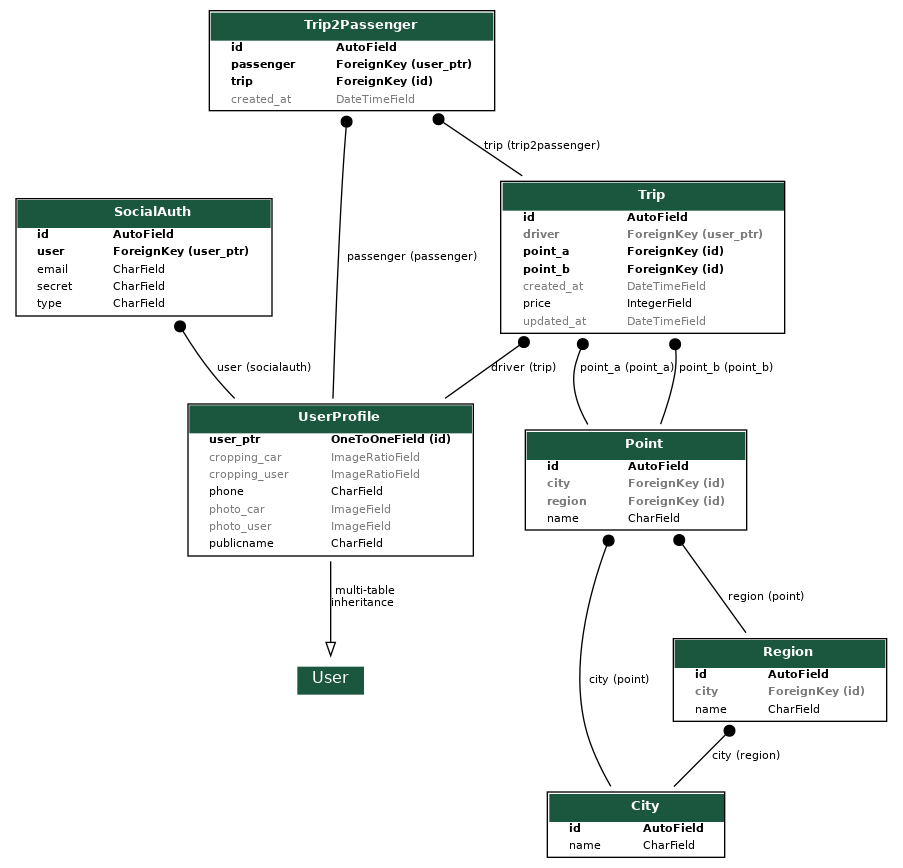 Trip2Passenger
id AutoField
passenger ForeignKey (user_ptr)
trip ForeignKey (id)
created_at DateTimeField
trip (trip2passenger)
Trip
id AutoField
driver ForeignKey (user_ptr)
point_a ForeignKey (id)
point_b ForeignKey (id)
created_at DateTimeField
price IntegerField
updated_at DateTimeField
SocialAuth
id AutoField
user ForeignKey (user_ptr)
email CharField
secret CharField
type CharField
passenger (passenger)
user (socialauth)
driver (trip)
point_a (point_a)
point_b (point_b)
UserProfile
user_ptr OneToOneField (id)
cropping_car ImageRatioField
cropping_user ImageRatioField
phone CharField
photo_car ImageField
photo_user ImageField
publicname CharField
Point
id AutoField
city ForeignKey (id)
region ForeignKey (id)
name CharField
multi-table
inheritance
region (point)
User
city (point)
Region
id AutoField
city ForeignKey (id)
name CharField
city (region)
City
id AutoField
name CharField